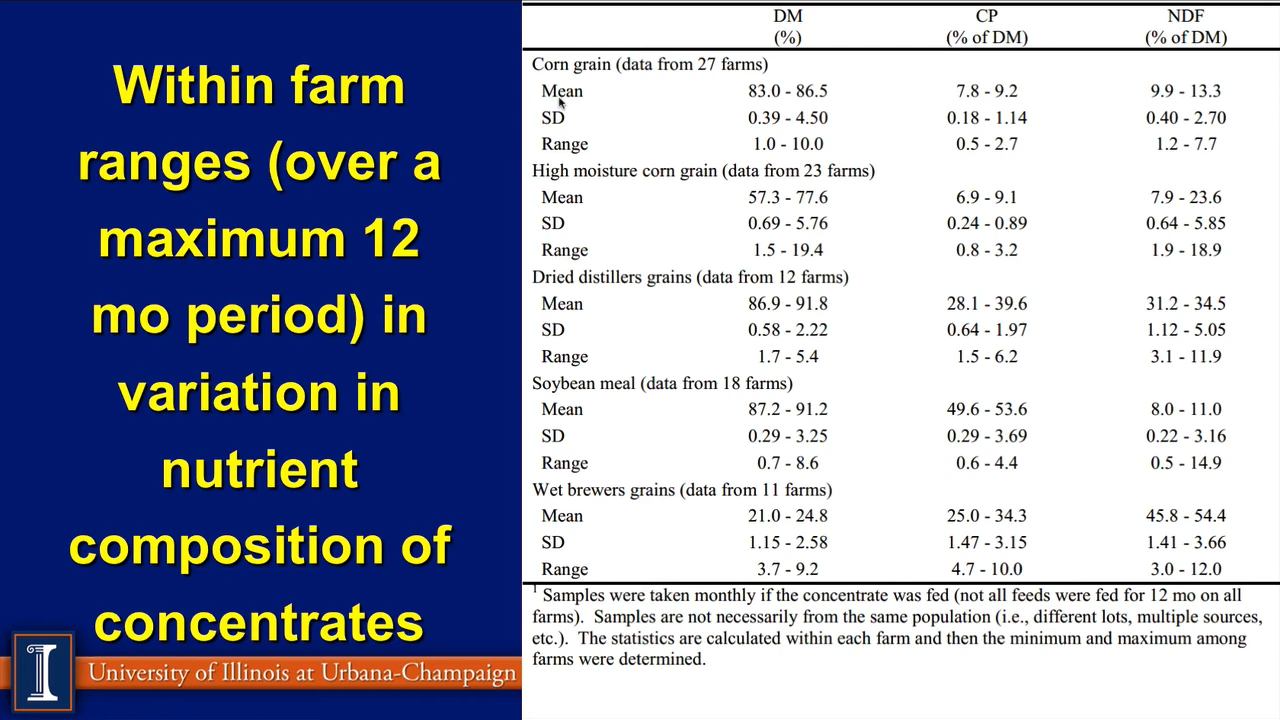 Within farm
ranges (over a
maximum 12
mo period) in
variation in
nutrient
composition of
concentrates
I
University of Illinois at Urbana-Champaign
DM CP NDF
(%) (% of DM) (% of DM)
Corn grain (data from 27 farms)
Mean 83.0 - 86.5 7.8 - 9.2 9.9 - 13.3
SD 0.39 - 4.50 0.18 - 1.14 0.40 - 2.70
Range 1.0 - 10.0 0.5 - 2.7 1.2 - 7.7
High moisture corn grain (data from 23 farms)
Mean 57.3 - 77.6 6.9 - 9.1 7.9 - 23.6
SD 0.69 - 5.76 0.24 - 0.89 0.64 - 5.85
Range 1.5 - 19.4 0.8 - 3.2 1.9 - 18.9
Dried distillers grains (data from 12 farms)
Mean 86.9 - 91.8 28.1 - 39.6 31.2 - 34.5
SD 0.58 - 2.22 0.64 - 1.97 1.12 - 5.05
Range 1.7 - 5.4 1.5 - 6.2 3.1 - 11.9
Soybean meal (data from 18 farms)
Mean 87.2 - 91.2 49.6 - 53.6 8.0 - 11.0
SD 0.29 - 3.25 0.29 - 3.69 0.22 - 3.16
Range 0.7 - 8.6 0.6 - 4.4 0.5 - 14.9
Wet brewers grains (data from 11 farms)
Mean 21.0 - 24.8 25.0 - 34.3 45.8 - 54.4
SD 1.15 - 2.58 1.47 - 3.15 1.41 - 3.66
Range 3.7 - 9.2 4.7 - 10.0 3.0 - 12.0
1 Samples were taken monthly if the concentrate was fed (not all feeds were fed for 12 mo on all
farms). Samples are not necessarily from the same population (i.e., different lots, multiple sources,
etc.). The statistics are calculated within each farm and then the minimum and maximum among
farms were determined.